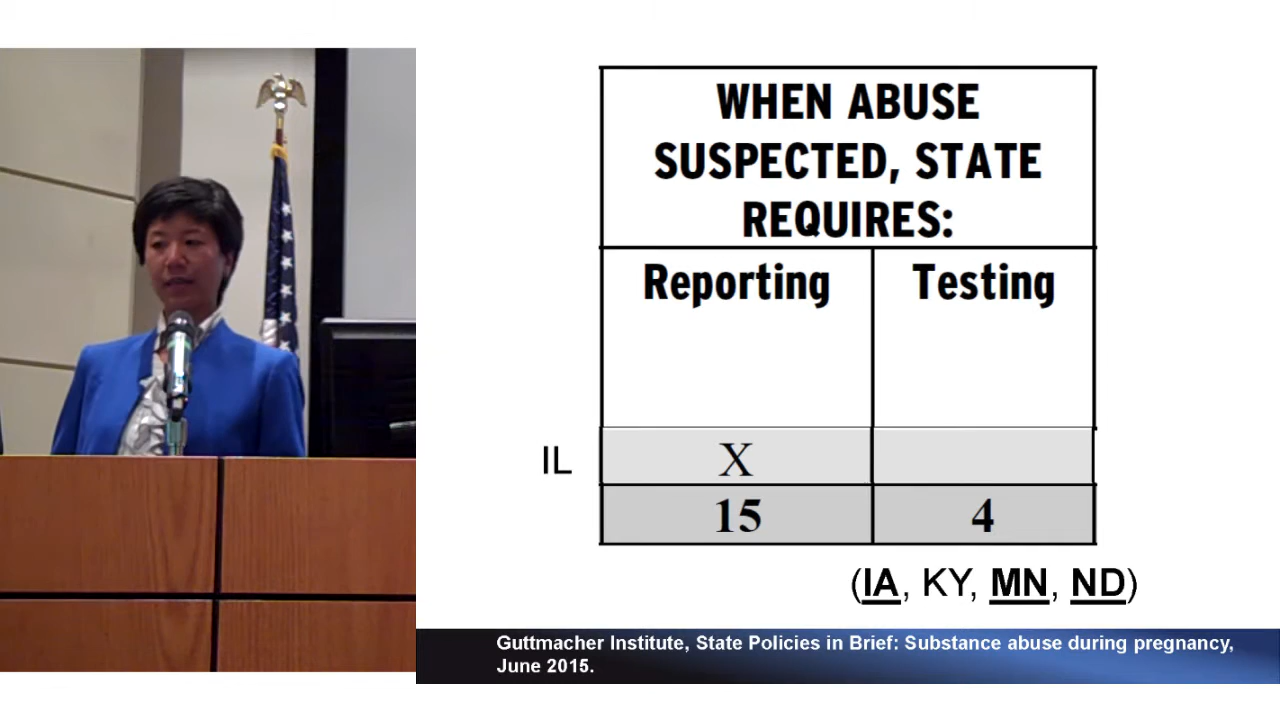 WHEN ABUSE
SUSPECTED, STATE
REQUIRES:
Reporting Testing
IL X
15 4
(IA, KY, MN, ND)
Guttmacher Institute, State Policies in Brief: Substance abuse during pregnancy,
June 2015.